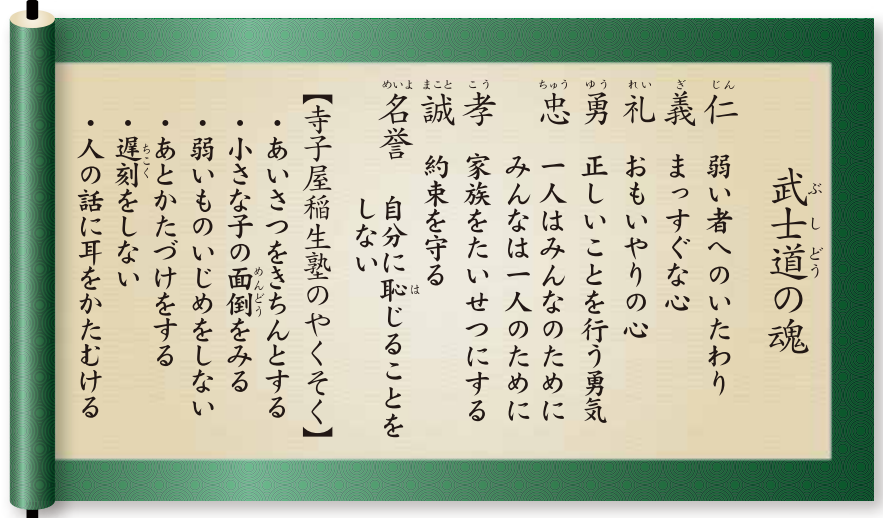 武士道の魂
仁 弱い者へのいたわり
義 まっすぐな心
礼 おもいやりの心
勇 正しいことを行う勇気
忠 一人はみんなのために
みんなは一人のために
孝 家族をたいせつにする
誠 約束を守る
名誉 自分に恥じることを
しない
【寺子屋稲生塾のやくそく】
・あいさつをきちんとする
・小さな子の面倒をみる
・弱いものいじめをしない
・あとかたづけをする
・遅刻をしない
・人の話に耳をかたむける